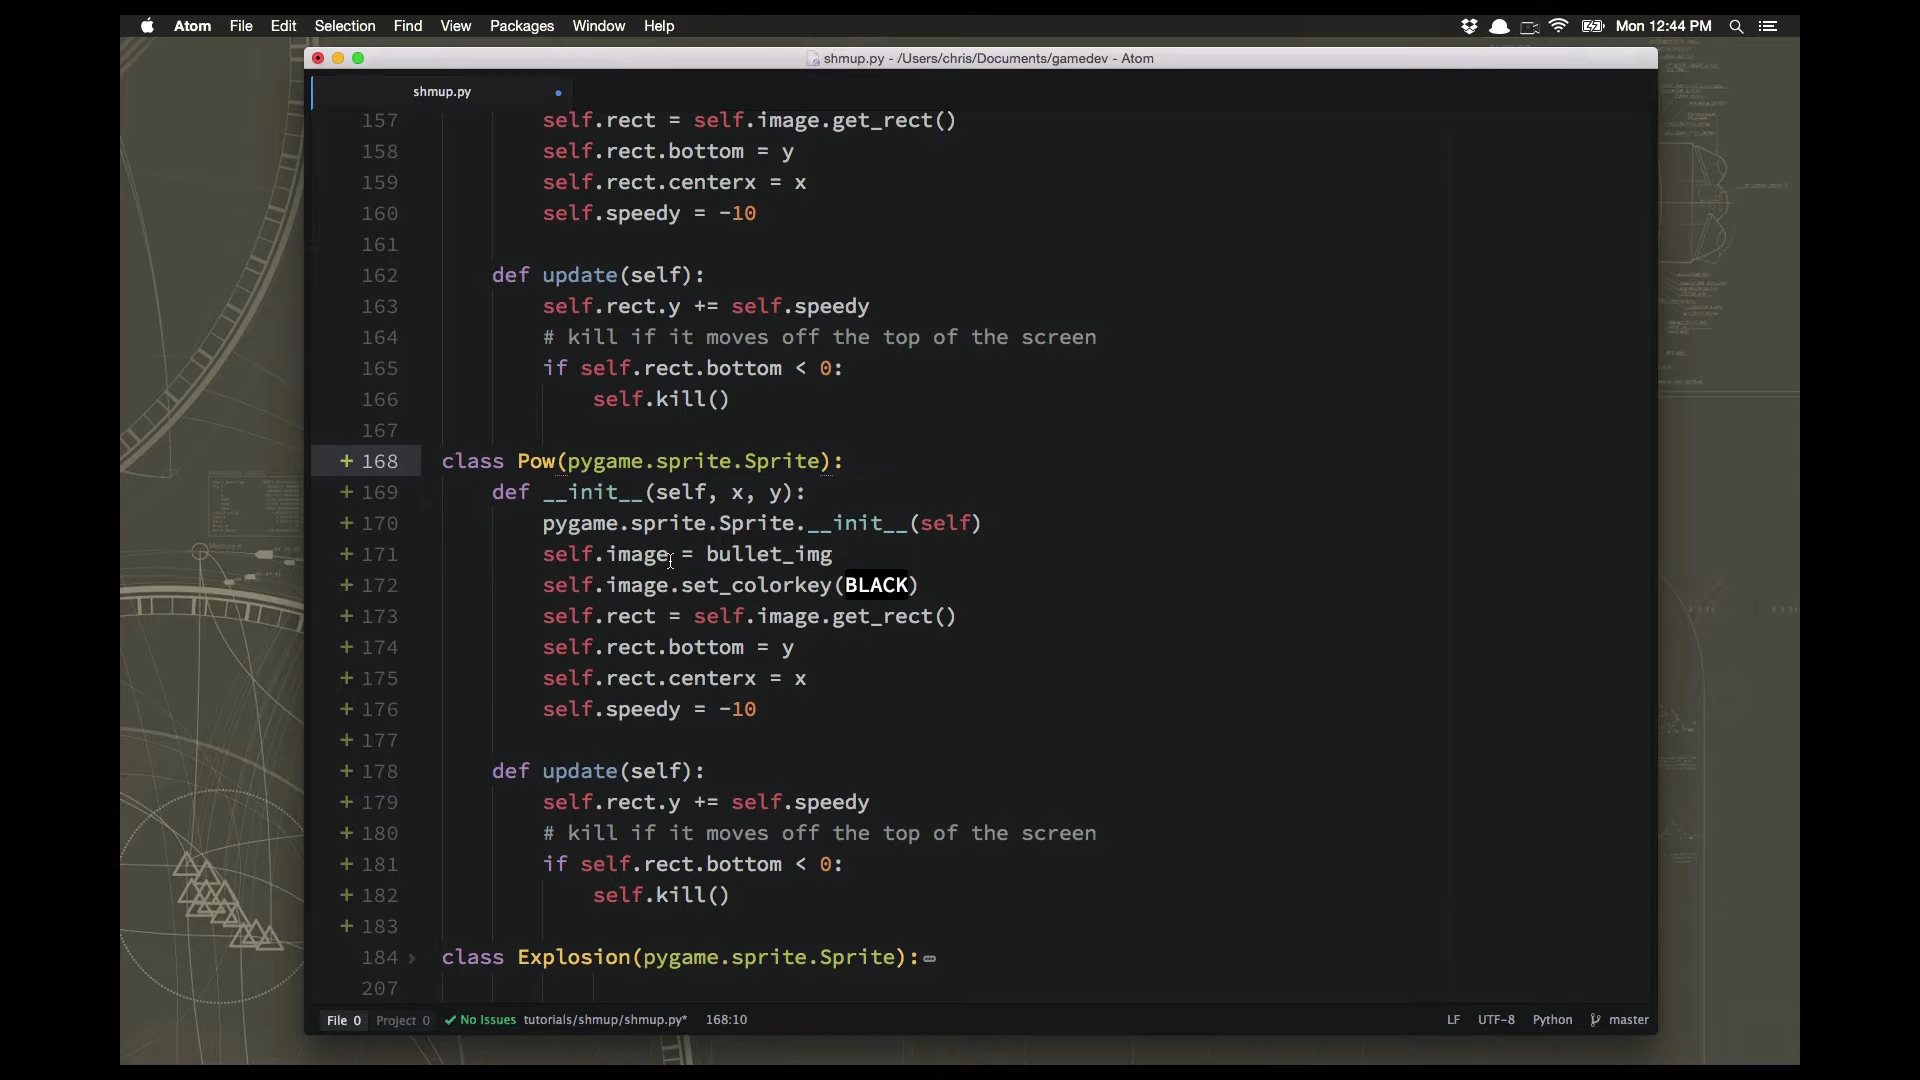 Atom File Edit Selection Find View Packages Window Help Mon 12:44 PM
shmup.py - /Users/chris/Documents/gamedev - Atom
shmup.py
157 self.rect = self.image.get_rect()
158 self.rect.bottom = y
159 self.rect.centerx = x
160 self.speedy = -10
161
162 def update(self):
163 self.rect.y += self.speedy
164 # kill if it moves off the top of the screen
165 if self.rect.bottom < 0:
166 self.kill()
167
+ 168 class Pow(pygame.sprite.Sprite):
+ 169 def __init__(self, x, y):
+ 170 pygame.sprite.Sprite.__init__(self)
+ 171 self.image = bullet_img
+ 172 self.image.set_colorkey(BLACK)
+ 173 self.rect = self.image.get_rect()
+ 174 self.rect.bottom = y
+ 175 self.rect.centerx = x
+ 176 self.speedy = -10
+ 177
+ 178 def update(self):
+ 179 self.rect.y += self.speedy
+ 180 # kill if it moves off the top of the screen
+ 181 if self.rect.bottom < 0:
+ 182 self.kill()
+ 183
184 class Explosion(pygame.sprite.Sprite):
207
File 0 Project 0 No Issues tutorials/shmup/shmup.py* 168:10 LF UTF-8 Python master